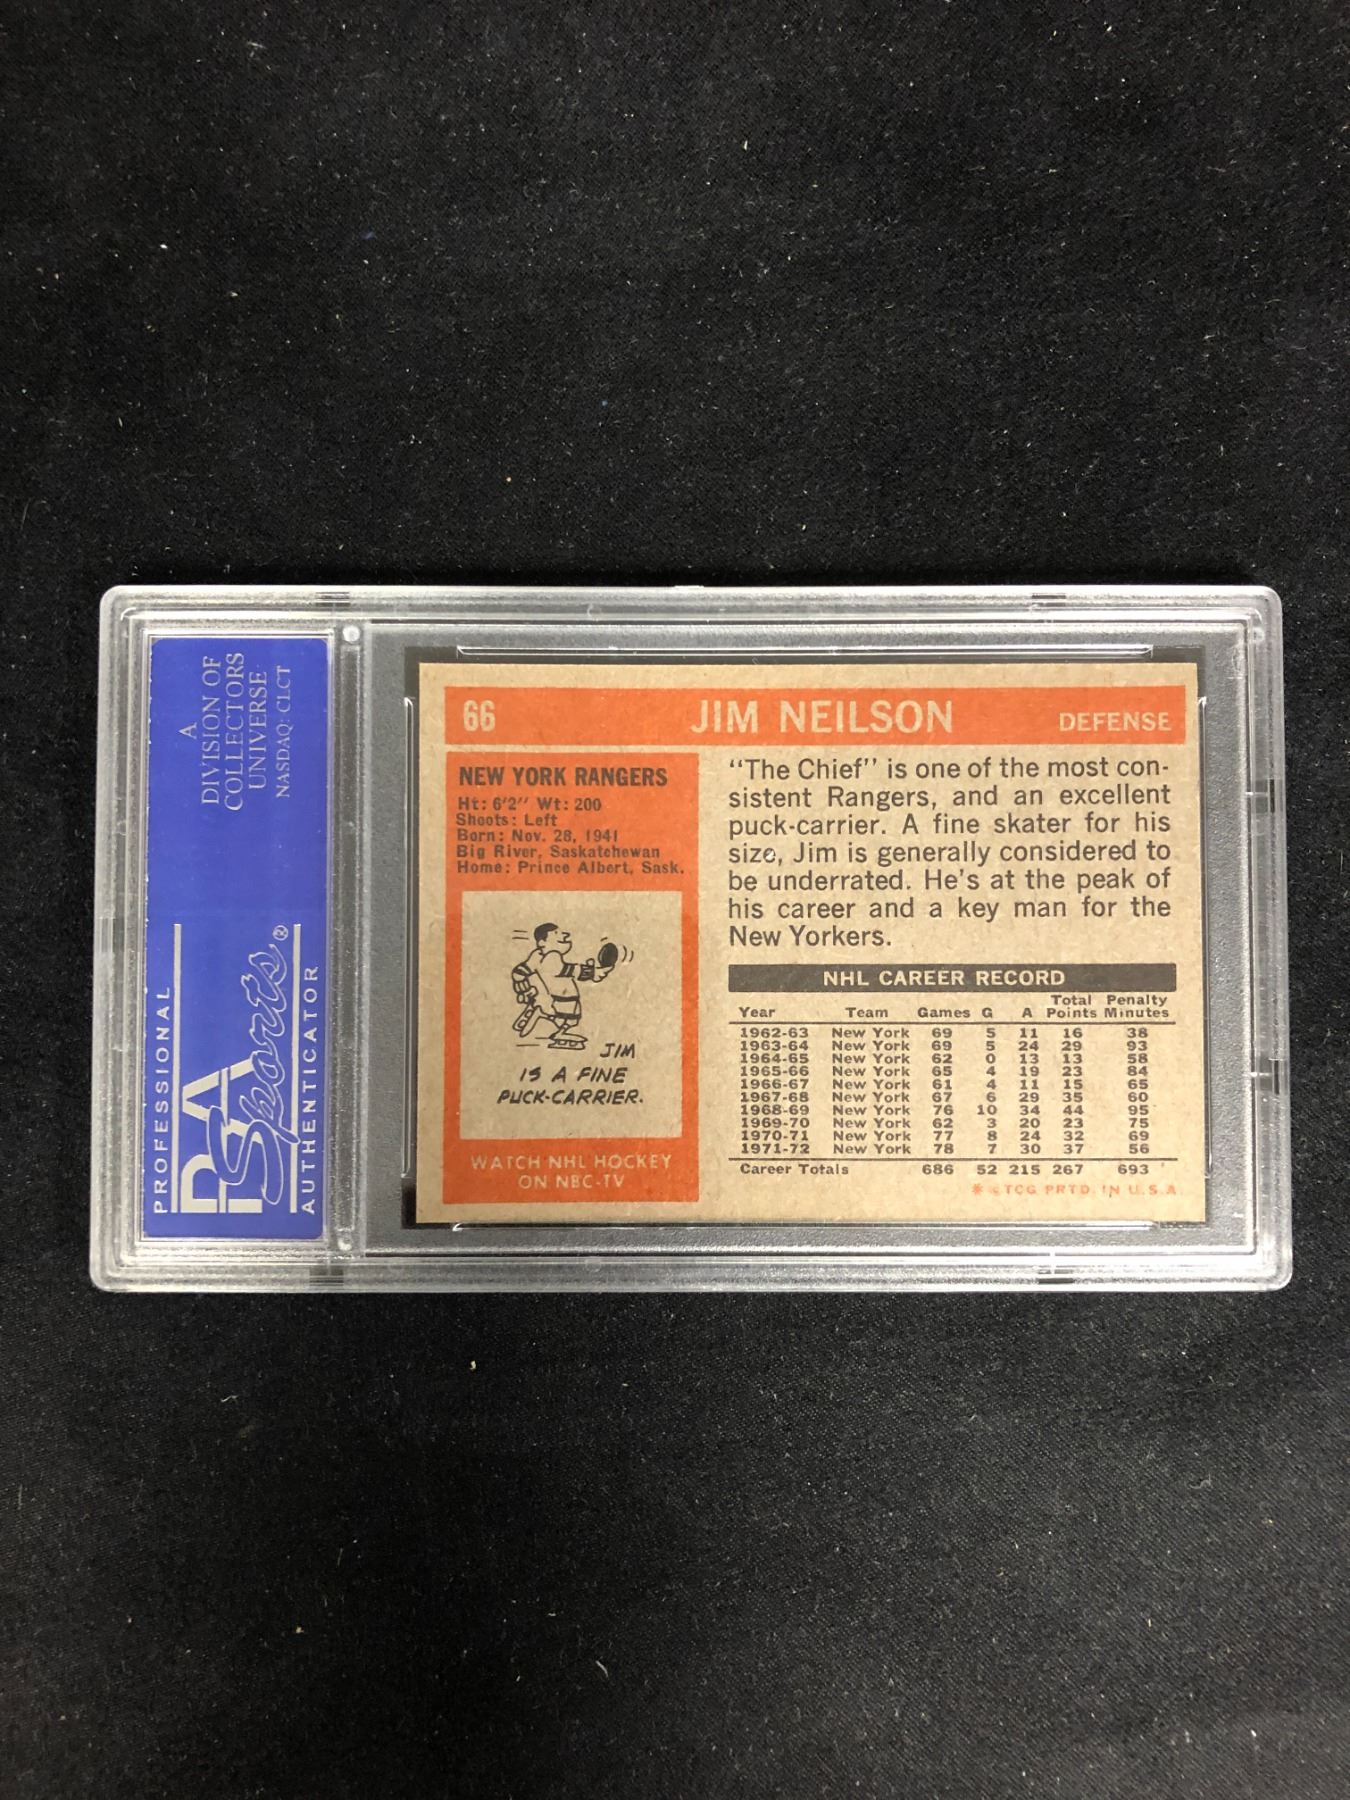 A
DIVISION OF
COLLECTORS
UNIVERSE
NASDAQ: CLCT
PROFESSIONAL
PSA
Sports®
AUTHENTICATOR
66 JIM NEILSON DEFENSE
NEW YORK RANGERS
Ht: 6'2" Wt: 200
Shoots: Left
Born: Nov. 28, 1941
Big River, Saskatchewan
Home: Prince Albert, Sask.
JIM
IS A FINE
PUCK-CARRIER.
WATCH NHL HOCKEY
ON NBC-TV
"The Chief" is one of the most con-
sistent Rangers, and an excellent
puck-carrier. A fine skater for his
size, Jim is generally considered to
be underrated. He's at the peak of
his career and a key man for the
New Yorkers.
NHL CAREER RECORD
Total Penalty
Year Team Games G A Points Minutes
1962-63 New York 69 5 11 16 38
1963-64 New York 69 5 24 29 93
1964-65 New York 62 0 13 13 58
1965-66 New York 65 4 19 23 84
1966-67 New York 61 4 11 15 65
1967-68 New York 67 6 29 35 60
1968-69 New York 76 10 34 44 95
1969-70 New York 62 3 20 23 75
1970-71 New York 77 8 24 32 69
1971-72 New York 78 7 30 37 56
Career Totals 686 52 215 267 693
* © TCG PRTD. IN U.S.A.